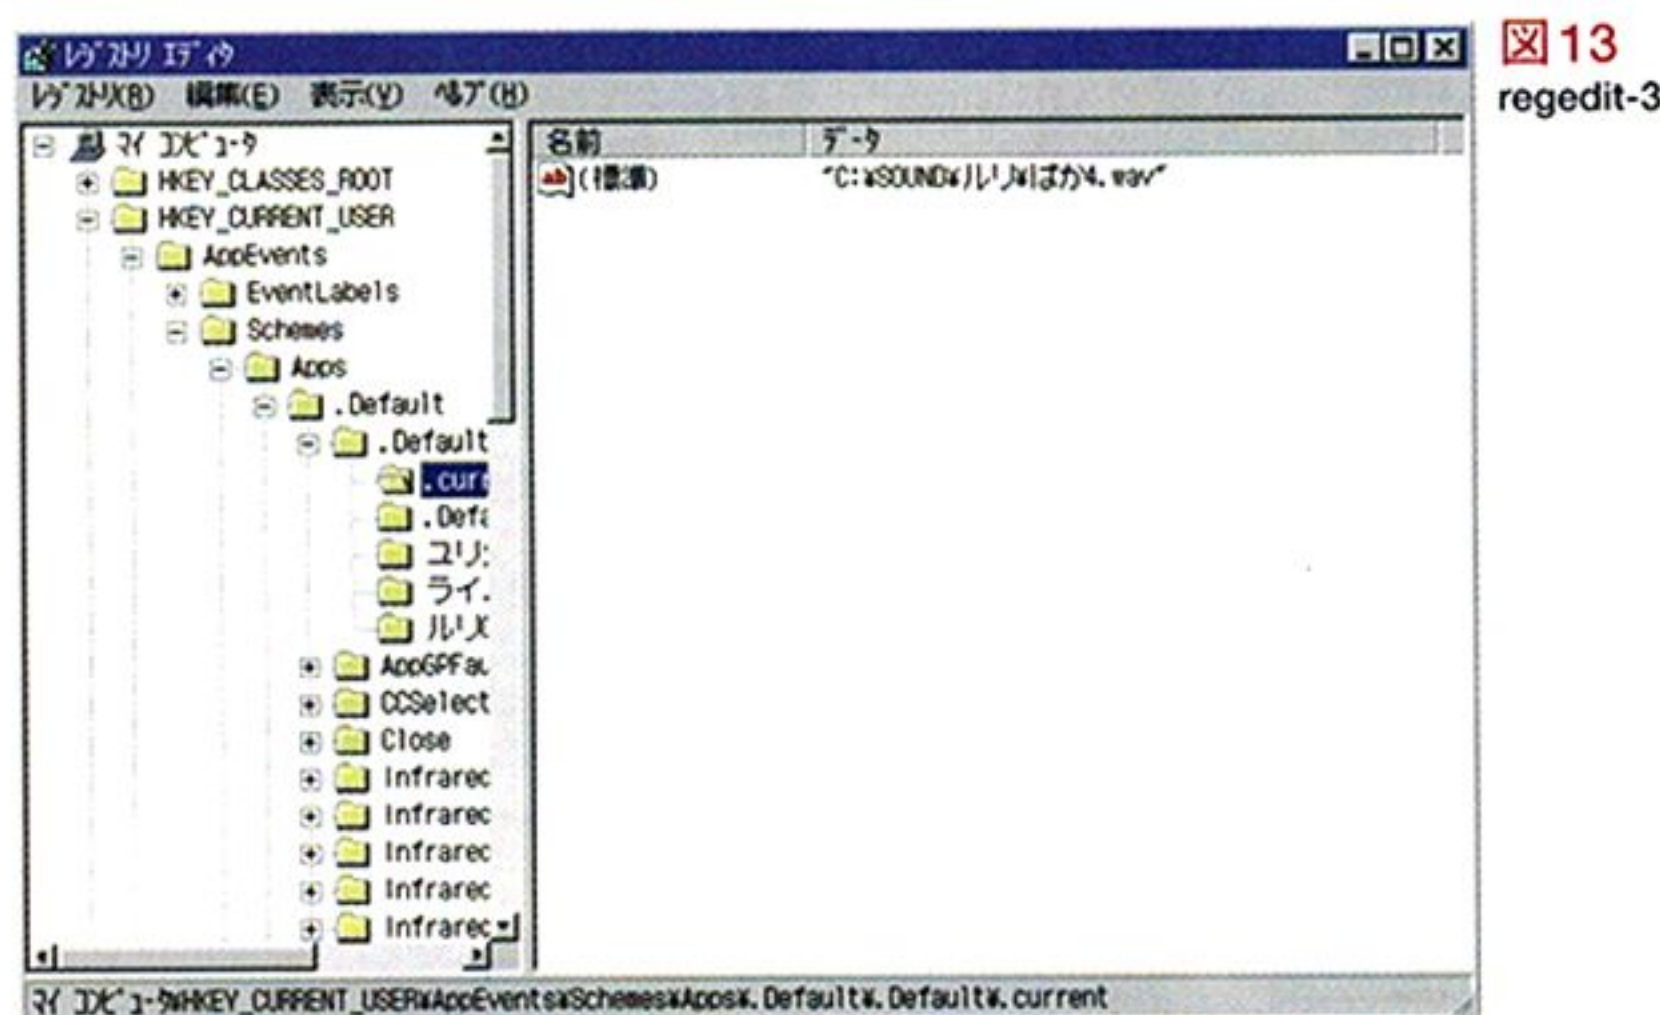 図13
regedit-3
レジストリ エディタ
レジストリ(R) 編集(E) 表示(V) ヘルプ(H)
マイ コンピュータ
HKEY_CLASSES_ROOT
HKEY_CURRENT_USER
AppEvents
EventLabels
Schemes
Apps
.Default
.Default
.curr
.Defa
ユリ
ライ
ルリ
AppGPFau
CCSelect
Close
Infrarec
Infrarec
Infrarec
Infrarec
Infrarec
名前 データ
(標準) "C:¥SOUND¥ルリ¥ばか4.wav"
マイ コンピュータ¥HKEY_CURRENT_USER¥AppEvents¥Schemes¥Apps¥.Default¥.Default¥.current